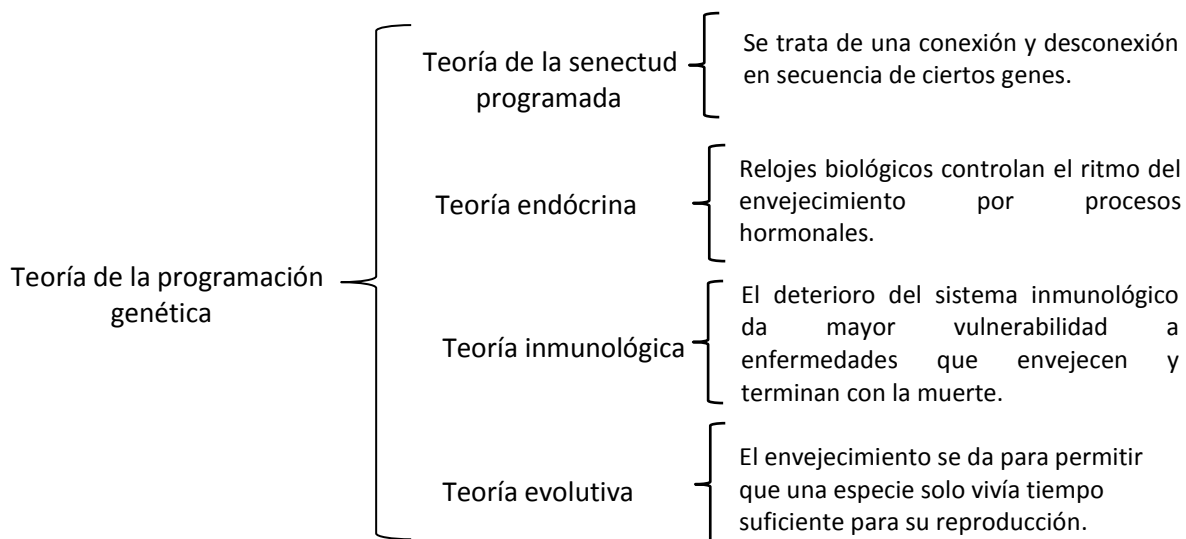 Teoría de la programación
genética
Teoría de la senectud
programada
Se trata de una conexión y desconexión
en secuencia de ciertos genes.
Teoría endócrina
Relojes biológicos controlan el ritmo del
envejecimiento por procesos
hormonales.
Teoría inmunológica
El deterioro del sistema inmunológico
da mayor vulnerabilidad a
enfermedades que envejecen y
terminan con la muerte.
Teoría evolutiva
El envejecimiento se da para permitir
que una especie solo vivía tiempo
suficiente para su reproducción.